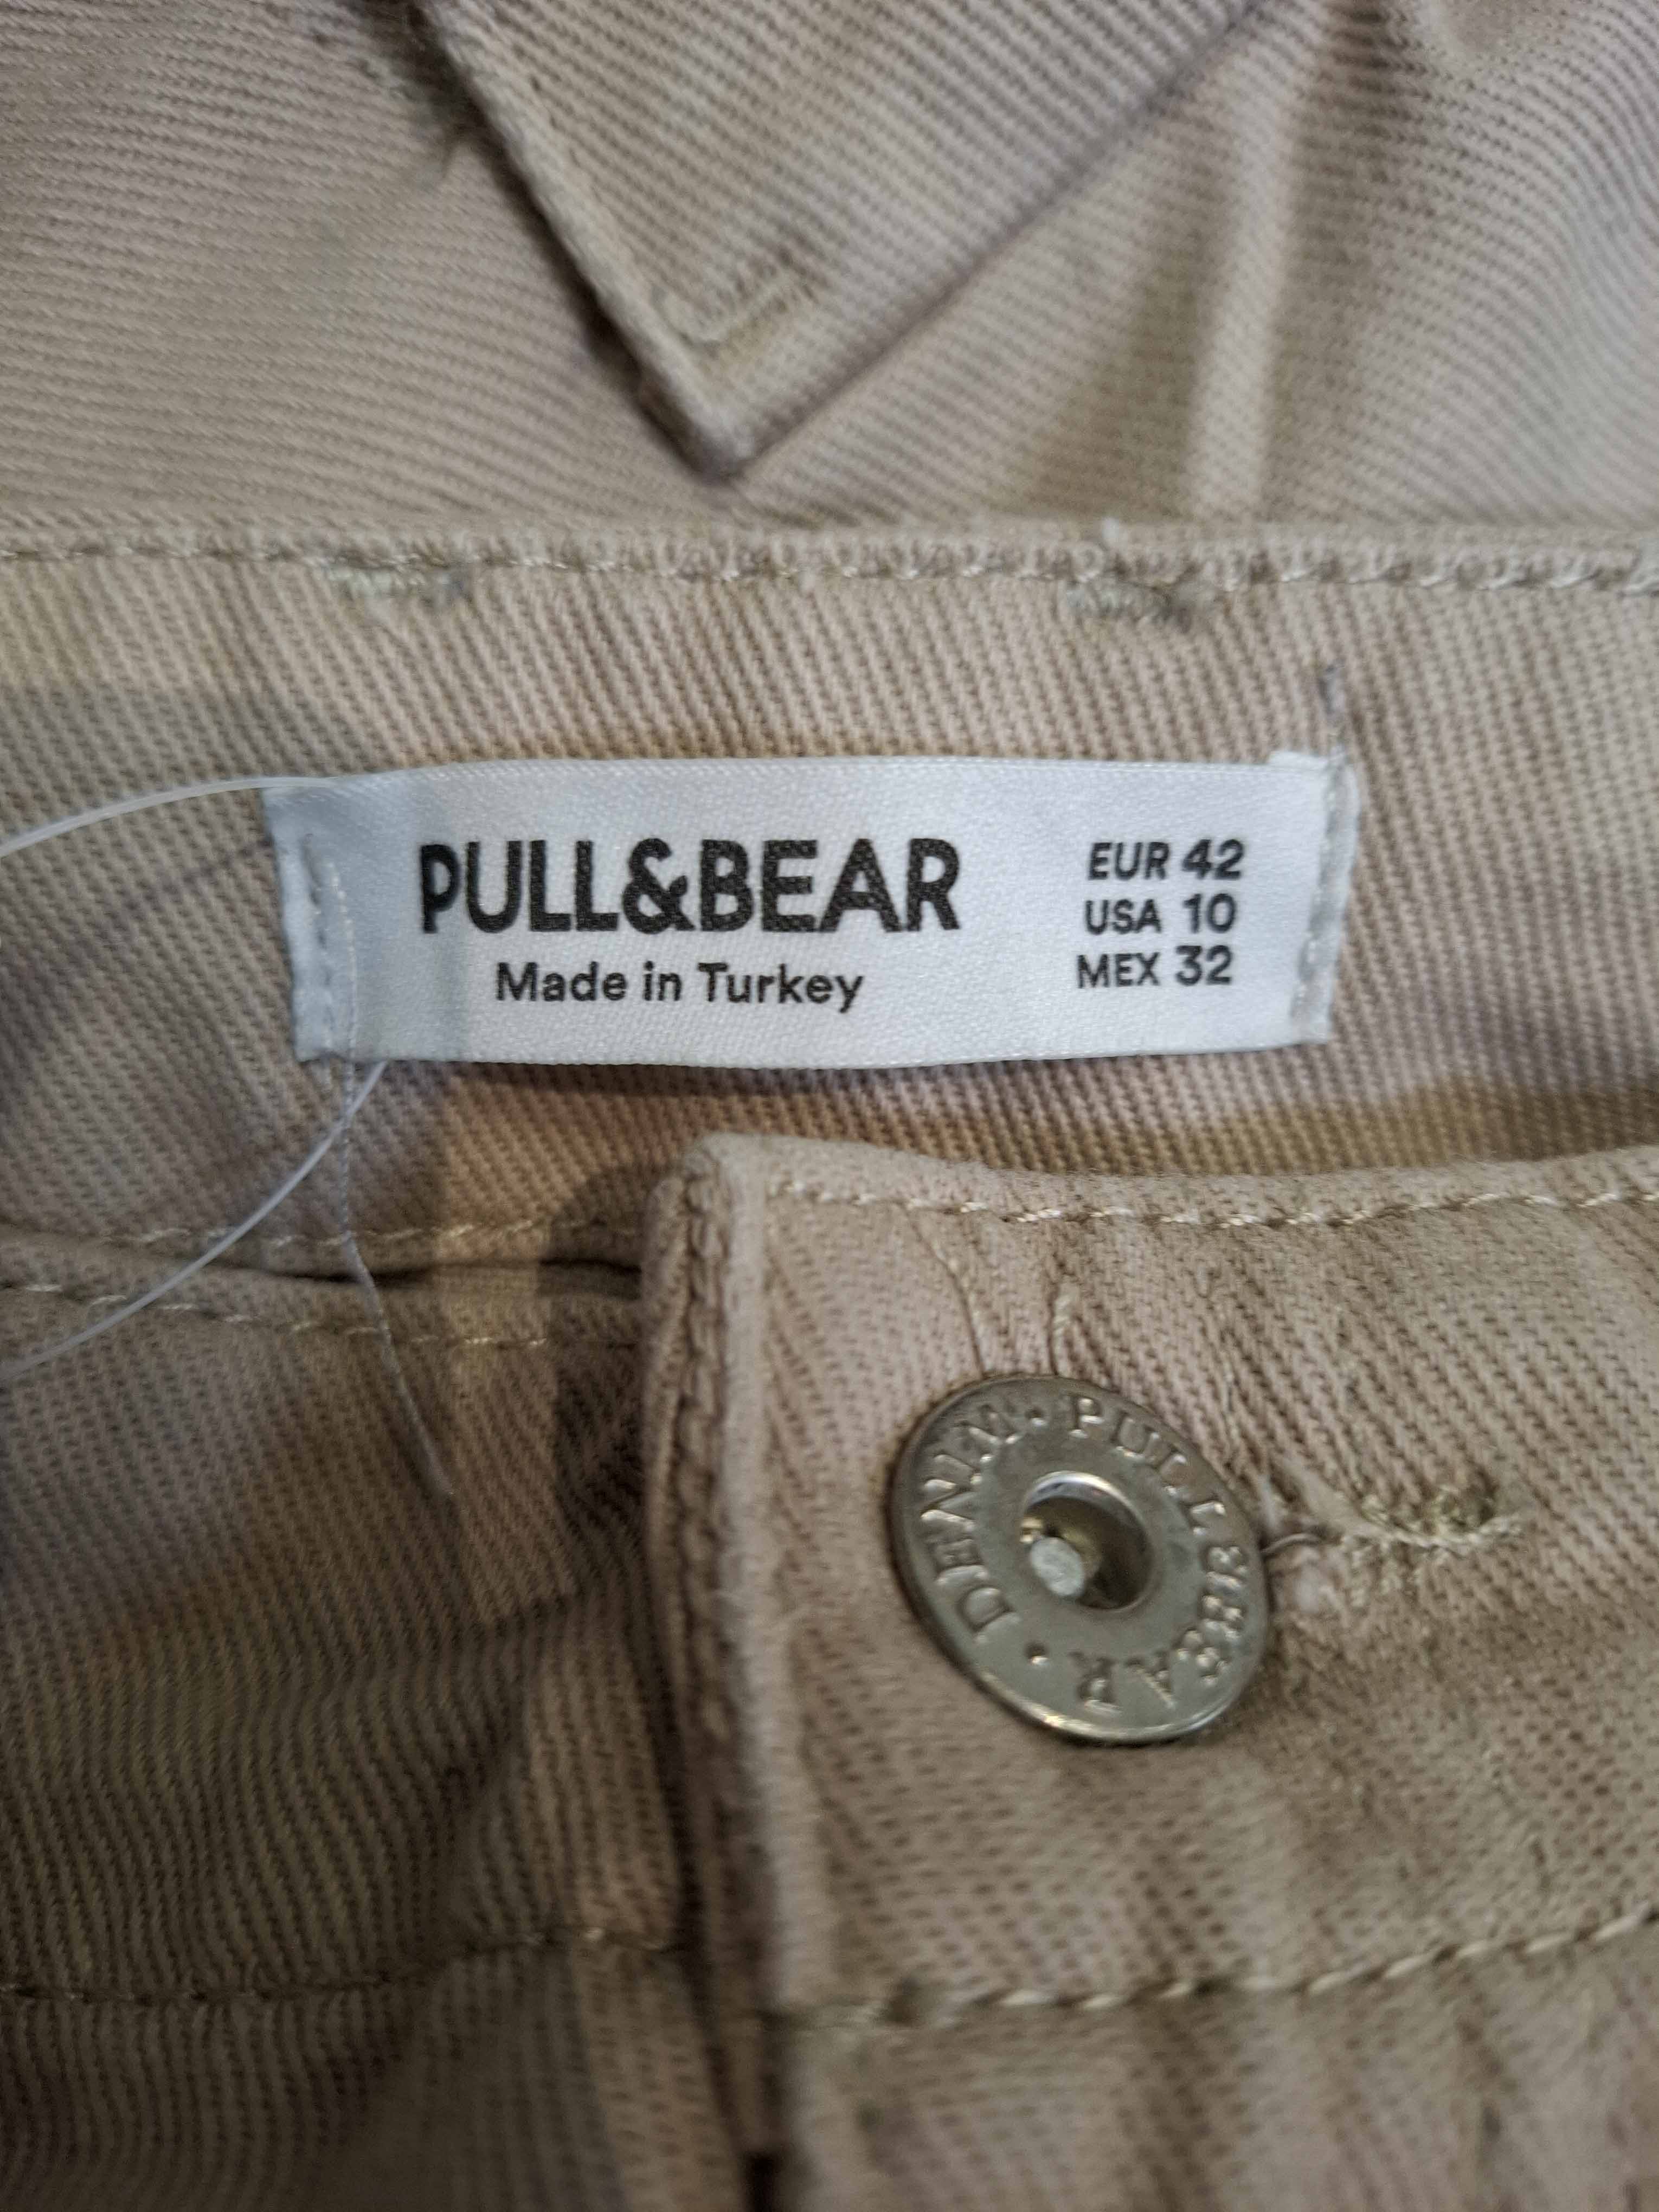 PULL&BEAR
Made in Turkey
EUR 42
USA 10
MEX 32
DENIM · PULL&BEAR ·